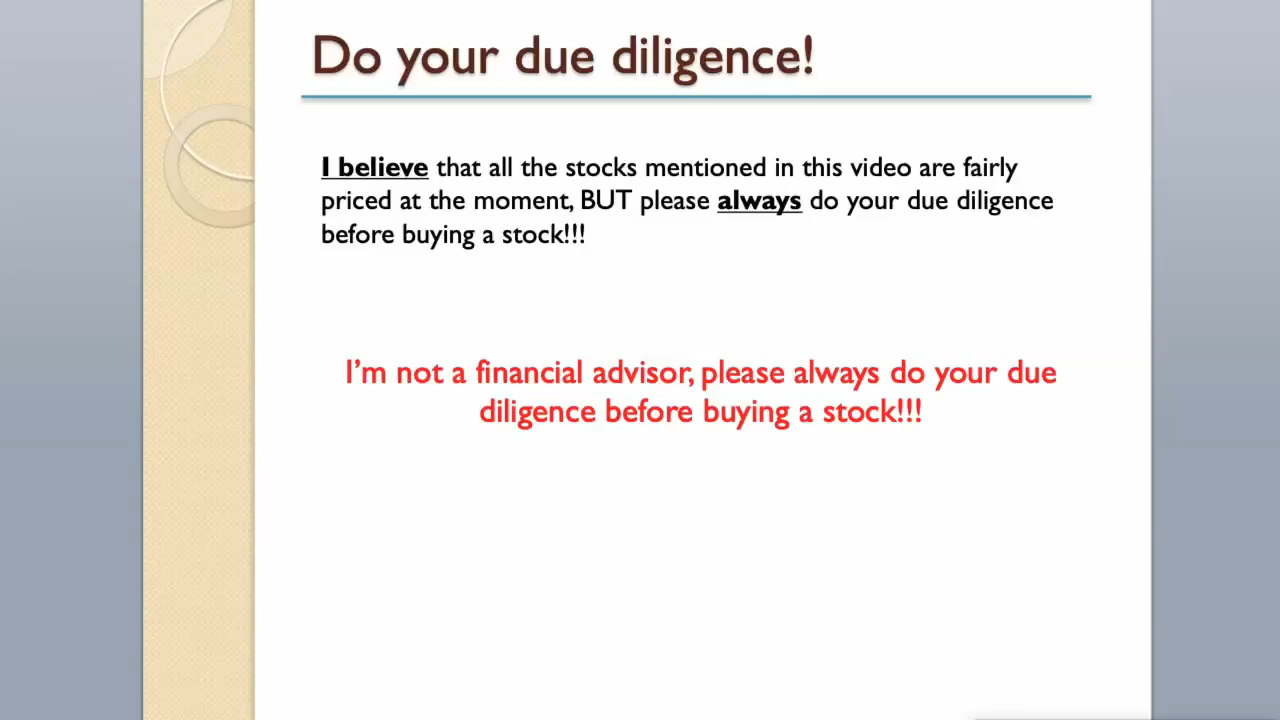 Do your due diligence!
I believe that all the stocks mentioned in this video are fairly
priced at the moment, BUT please always do your due diligence
before buying a stock!!!
I’m not a financial advisor, please always do your due
diligence before buying a stock!!!